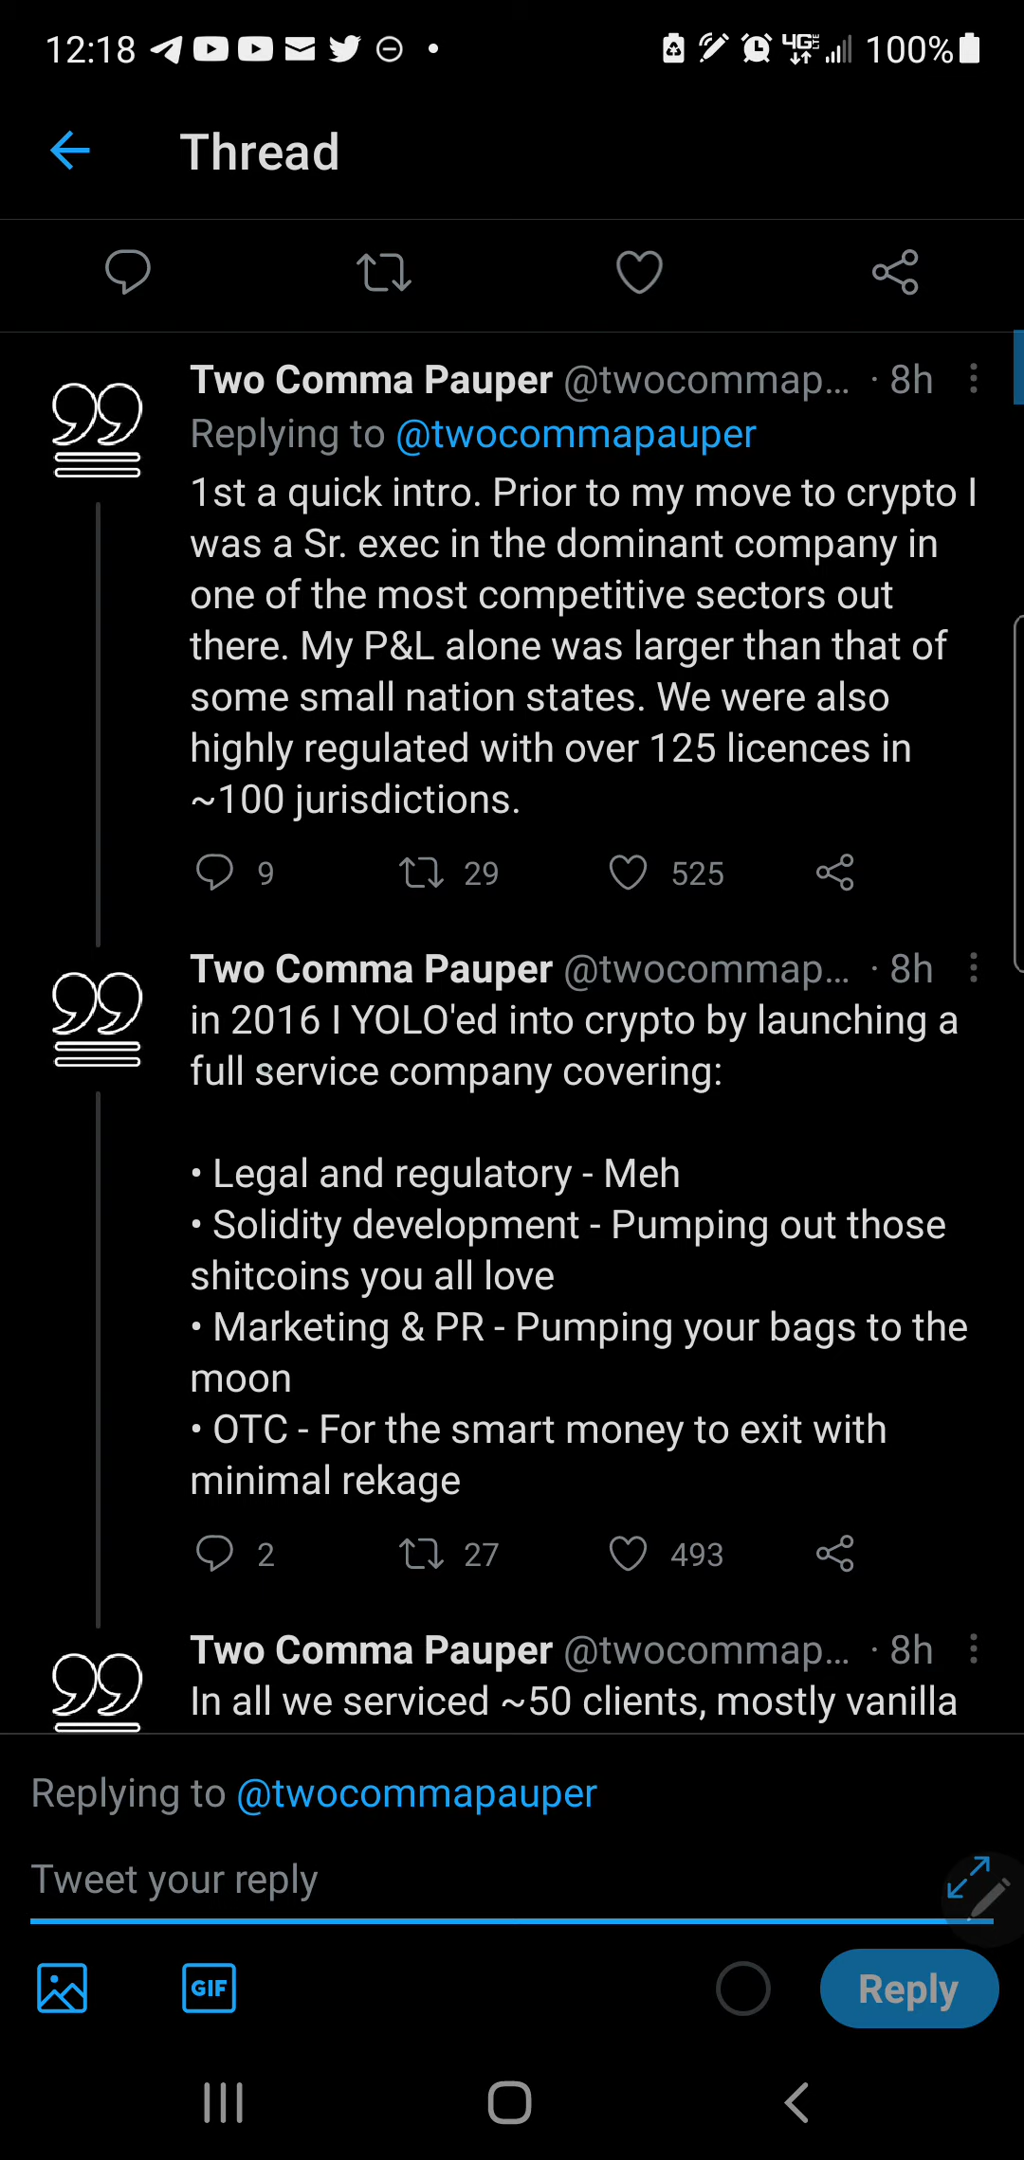 12:18 100%
Thread
Two Comma Pauper @twocommap... · 8h
Replying to @twocommapauper
1st a quick intro. Prior to my move to crypto I
was a Sr. exec in the dominant company in
one of the most competitive sectors out
there. My P&L alone was larger than that of
some small nation states. We were also
highly regulated with over 125 licences in
~100 jurisdictions.
9 29 525
Two Comma Pauper @twocommap... · 8h
in 2016 I YOLO'ed into crypto by launching a
full service company covering:
• Legal and regulatory - Meh
• Solidity development - Pumping out those
shitcoins you all love
• Marketing & PR - Pumping your bags to the
moon
• OTC - For the smart money to exit with
minimal rekage
2 27 493
Two Comma Pauper @twocommap... · 8h
In all we serviced ~50 clients, mostly vanilla
Replying to @twocommapauper
Tweet your reply
GIF Reply